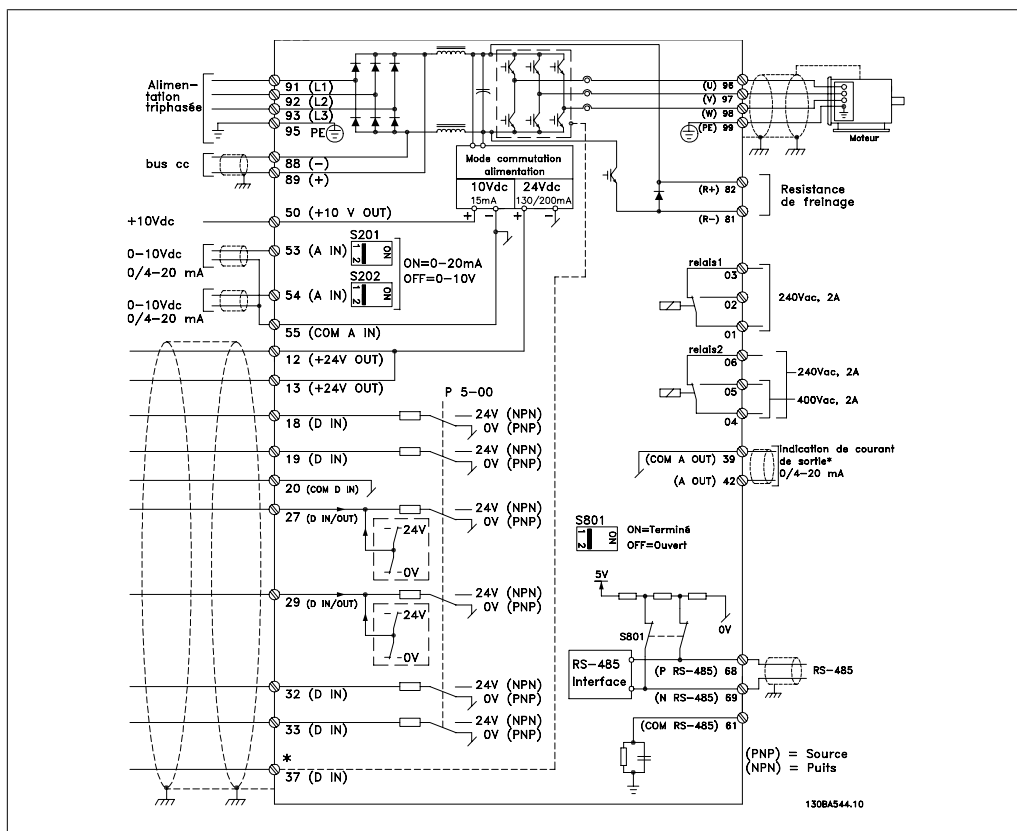 Alimen-
tation
triphasée
91 (L1)
92 (L2)
93 (L3)
95 PE
bus cc
88 (-)
89 (+)
+10Vdc
50 (+10 V OUT)
0-10Vdc
0/4-20 mA
53 (A IN)
S201
ON
1 2
0-10Vdc
0/4-20 mA
54 (A IN)
S202
ON
1 2
ON=0-20mA
OFF=0-10V
55 (COM A IN)
12 (+24V OUT)
13 (+24V OUT)
P 5-00
18 (D IN)
24V (NPN)
0V (PNP)
19 (D IN)
24V (NPN)
0V (PNP)
20 (COM D IN)
27 (D IN/OUT)
24V (NPN)
0V (PNP)
24V
0V
29 (D IN/OUT)
24V (NPN)
0V (PNP)
24V
0V
32 (D IN)
24V (NPN)
0V (PNP)
33 (D IN)
24V (NPN)
0V (PNP)
*
37 (D IN)
Mode commutation
alimentation
10Vdc
15mA
24Vdc
130/200mA
+ - + -
(U) 96
(V) 97
(W) 98
(PE) 99
Moteur
(R+) 82
(R-) 81
Resistance
de freinage
relais1
03
02
01
240Vac, 2A
relais2
06
05
04
240Vac, 2A
400Vac, 2A
(COM A OUT) 39
(A OUT) 42
Indication de courant
de sortie*
0/4-20 mA
S801
ON
1 2
ON=Terminé
OFF=Ouvert
5V
0V
S801
RS-485
Interface
(P RS-485) 68
(N RS-485) 69
RS-485
(COM RS-485) 61
(PNP) = Source
(NPN) = Puits
130BA544.10